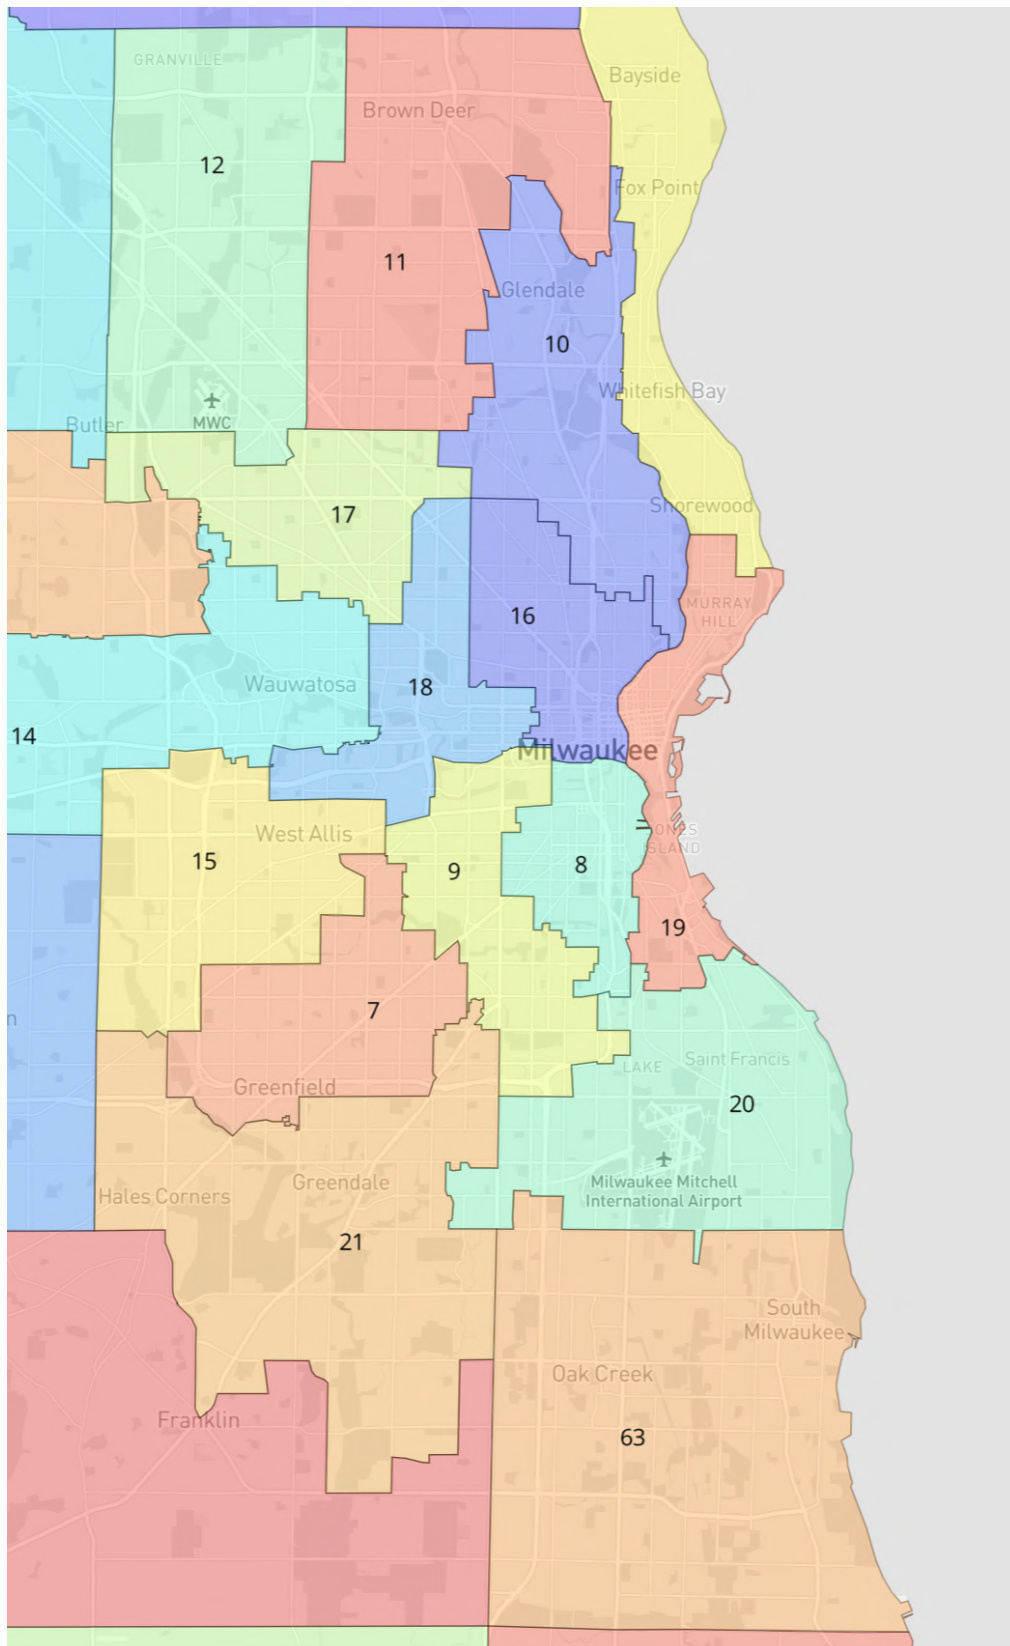 GRANVILLE
Bayside
Brown Deer
12
Fox Point
11
Glendale
10
Whitefish Bay
MWC
Butler
Shorewood
17
MURRAY
HILL
16
Wauwatosa
18
14
Milwaukee
West Allis
ISLAND
15
9
8
19
7
n
Saint Francis
LAKE
Greenfield
20
Milwaukee Mitchell
International Airport
Greendale
Hales Corners
21
South
Milwaukee
Oak Creek
Franklin
63